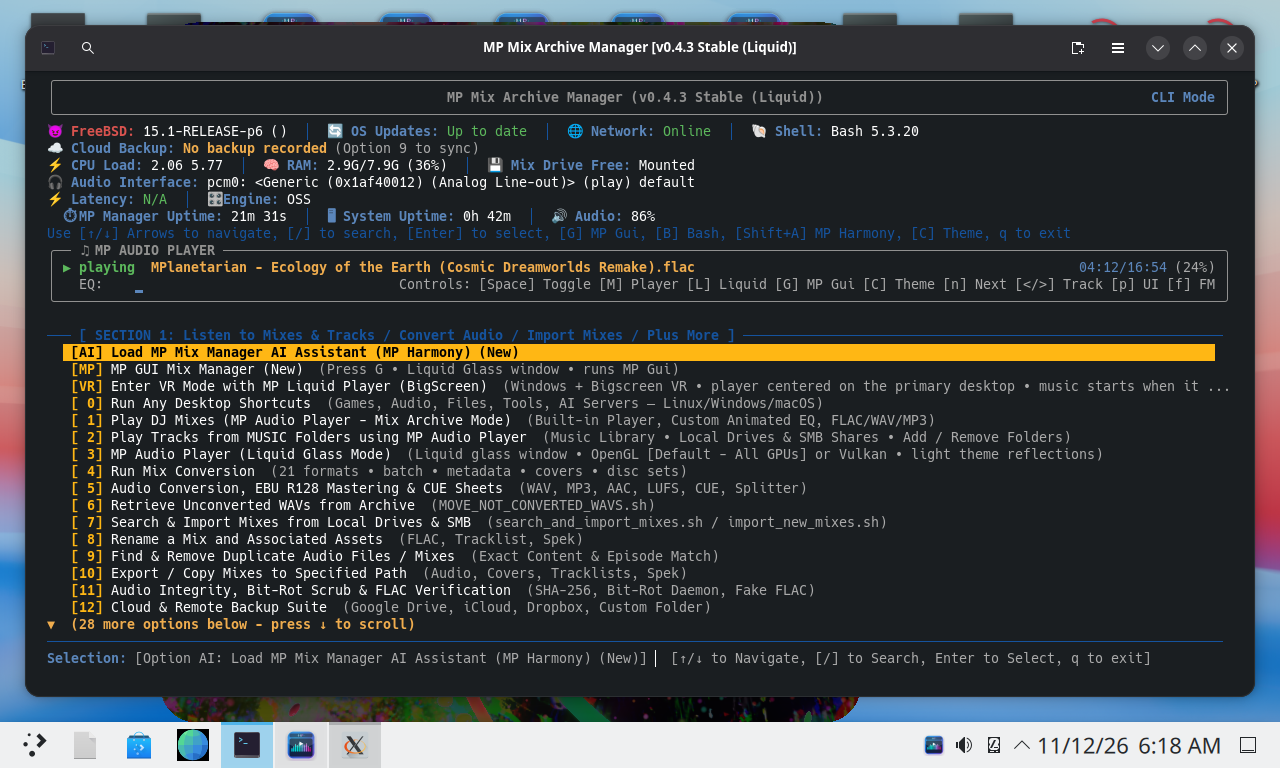 MP Mix Archive Manager [v0.4.3 Stable (Liquid)]
MP Mix Archive Manager (v0.4.3 Stable (Liquid)) CLI Mode
FreeBSD: 15.1-RELEASE-p6 () │ OS Updates: Up to date │ Network: Online │ Shell: Bash 5.3.20
Cloud Backup: No backup recorded (Option 9 to sync)
CPU Load: 2.06 5.77 │ RAM: 2.9G/7.9G (36%) │ Mix Drive Free: Mounted
Audio Interface: pcm0: <Generic (0x1af40012) (Analog Line-out)> (play) default
Latency: N/A │ Engine: OSS
MP Manager Uptime: 21m 31s │ System Uptime: 0h 42m │ Audio: 86%
Use [↑/↓] Arrows to navigate, [/] to search, [Enter] to select, [G] MP Gui, [B] Bash, [Shift+A] MP Harmony, [C] Theme, q to exit
♫ MP AUDIO PLAYER
▶ playing MPlanetarian - Ecology of the Earth (Cosmic Dreamworlds Remake).flac 04:12/16:54 (24%)
EQ: Controls: [Space] Toggle [M] Player [L] Liquid [G] MP Gui [C] Theme [n] Next [</>] Track [p] UI [f] FM
[ SECTION 1: Listen to Mixes & Tracks / Convert Audio / Import Mixes / Plus More ]
[AI] Load MP Mix Manager AI Assistant (MP Harmony) (New)
[MP] MP GUI Mix Manager (New) (Press G • Liquid Glass window • runs MP Gui)
[VR] Enter VR Mode with MP Liquid Player (BigScreen) (Windows + Bigscreen VR • player centered on the primary desktop • music starts when it ...
[ 0] Run Any Desktop Shortcuts (Games, Audio, Files, Tools, AI Servers — Linux/Windows/macOS)
[ 1] Play DJ Mixes (MP Audio Player - Mix Archive Mode) (Built-in Player, Custom Animated EQ, FLAC/WAV/MP3)
[ 2] Play Tracks from MUSIC Folders using MP Audio Player (Music Library • Local Drives & SMB Shares • Add / Remove Folders)
[ 3] MP Audio Player (Liquid Glass Mode) (Liquid glass window • OpenGL [Default - All GPUs] or Vulkan • light theme reflections)
[ 4] Run Mix Conversion (21 formats • batch • metadata • covers • disc sets)
[ 5] Audio Conversion, EBU R128 Mastering & CUE Sheets (WAV, MP3, AAC, LUFS, CUE, Splitter)
[ 6] Retrieve Unconverted WAVs from Archive (MOVE_NOT_CONVERTED_WAVS.sh)
[ 7] Search & Import Mixes from Local Drives & SMB (search_and_import_mixes.sh / import_new_mixes.sh)
[ 8] Rename a Mix and Associated Assets (FLAC, Tracklist, Spek)
[ 9] Find & Remove Duplicate Audio Files / Mixes (Exact Content & Episode Match)
[10] Export / Copy Mixes to Specified Path (Audio, Covers, Tracklists, Spek)
[11] Audio Integrity, Bit-Rot Scrub & FLAC Verification (SHA-256, Bit-Rot Daemon, Fake FLAC)
[12] Cloud & Remote Backup Suite (Google Drive, iCloud, Dropbox, Custom Folder)
▼ (28 more options below - press ↓ to scroll)
Selection: [Option AI: Load MP Mix Manager AI Assistant (MP Harmony) (New)] │ [↑/↓ to Navigate, [/] to Search, Enter to Select, q to exit]
11/12/26 6:18 AM